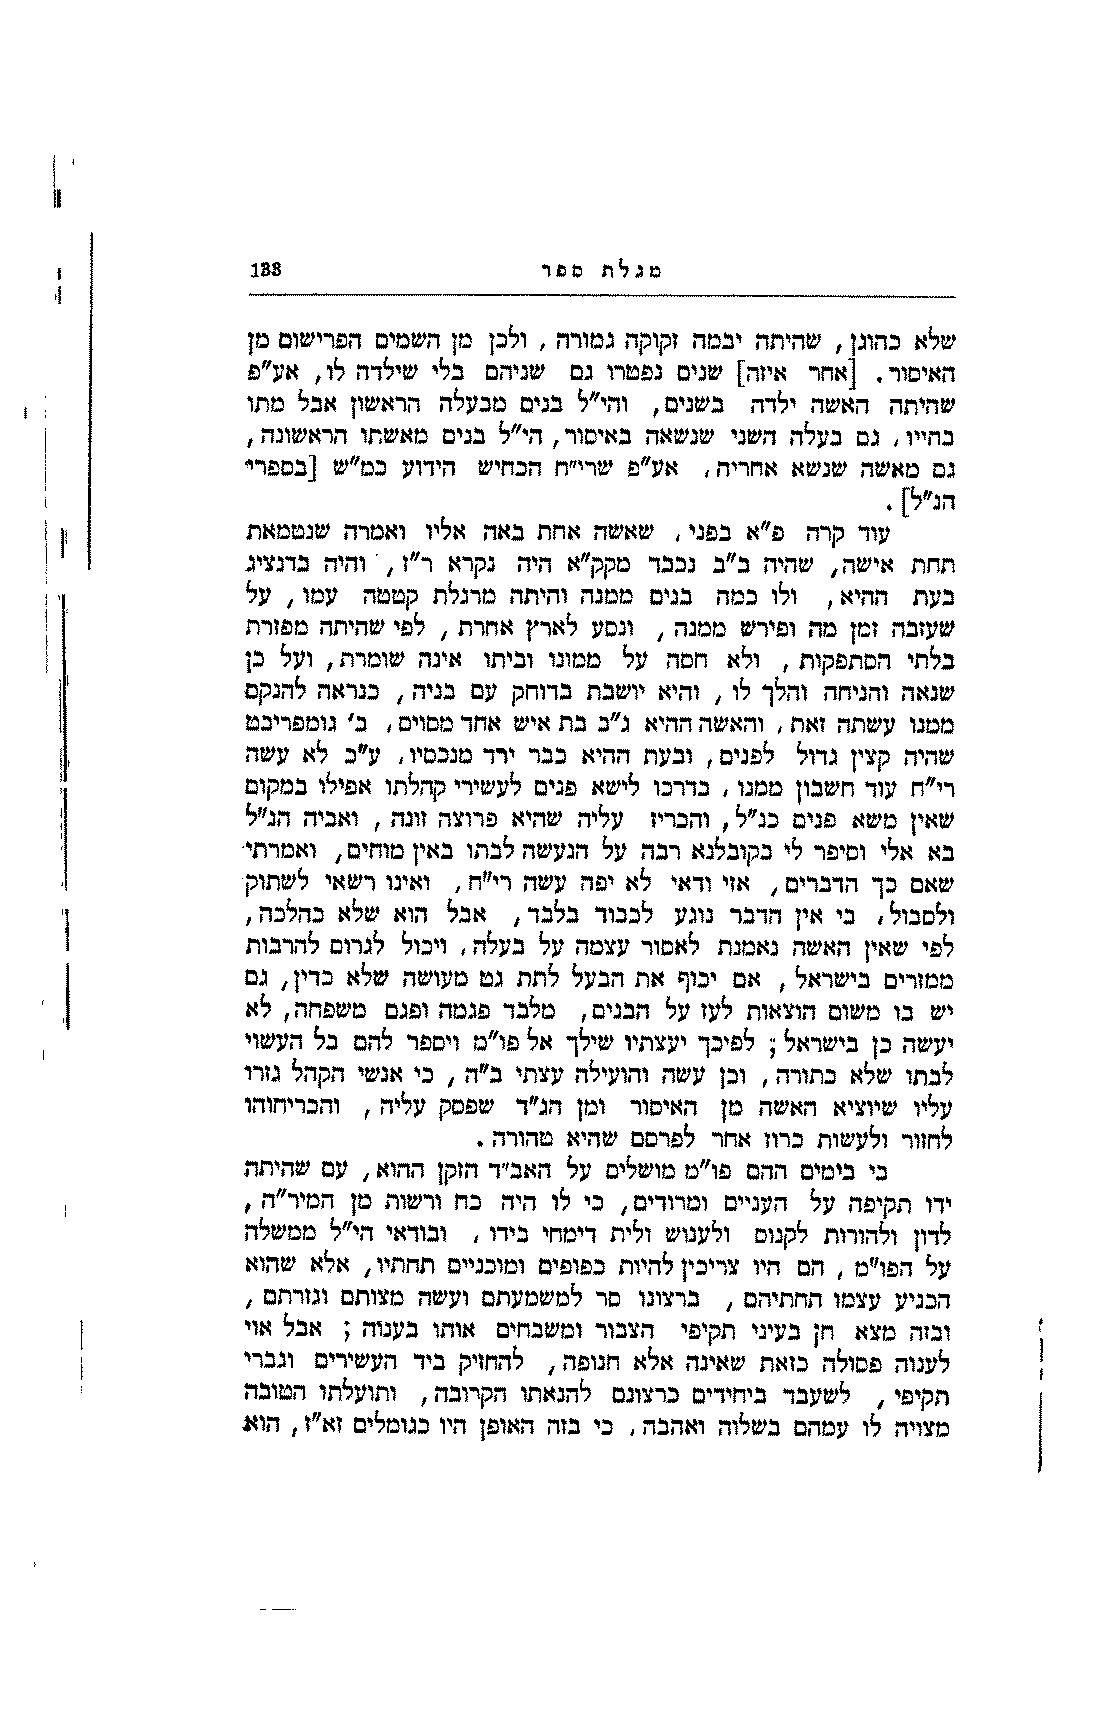 מגלת ספר 133
שלא כהוגן, שהיתה יבמה זקוקה גמורה, ולכן מן השמים הפרישום מן
האיסור. [אחר איזה] שנים נפטרו גם שניהם בלי שילדה לו, אע"פ
שהיתה האשה ילדה בשנים, והי"ל בנים מבעלה הראשון אבל מתו
בחייו, גם בעלה השני שנשאה באיסור, הי"ל בנים מאשתו הראשונה,
גם מאשה שנשא אחריה, אע"פ שרי"ח הכחיש הידוע כמ"ש [בספרי
הנ"ל].
עוד קרה פ"א בפני, שאשה אחת באה אליו ואמרה שנטמאת
תחת אישה, שהיה ב"ב נכבד מקק"א היה נקרא ר"ז, והיה בדנציג
בעת ההיא, ולו כמה בנים ממנה והיתה מרגלת קטטה עמו, על
שעזבה זמן מה ופירש ממנה, ונסע לארץ אחרת, לפי שהיתה מפזרת
בלתי הסתפקות, ולא חסה על ממונו וביתו אינה שומרת, ועל כן
שנאה והניחה והלך לו, והיא יושבת בדוחק עם בניה, כנראה להנקם
ממנו עשתה זאת, והאשה ההיא ג"כ בת איש אחד מסוים, ב' גומפריכט
שהיה קצין גדול לפנים, ובעת ההיא כבר ירד מנכסיו, ע"כ לא עשה
רי"ח עוד חשבון ממנו, כדרכו לישא פנים לעשירי קהלתו אפילו במקום
שאין משא פנים כנ"ל, והכריז עליה שהיא פרוצה זונה, ואביה הנ"ל
בא אלי וסיפר לי בקובלנא רבה על הנעשה לבתו באין מוחים, ואמרתי
שאם כך הדברים, אזי ודאי לא יפה עשה רי"ח, ואינו רשאי לשתוק
ולסבול, כי אין הדבר נוגע לכבוד בלבד, אבל הוא שלא כהלכה,
לפי שאין האשה נאמנת לאסור עצמה על בעלה, ויכול לגרום להרבות
ממזרים בישראל, אם יכוף את הבעל לתת גט מעושה שלא כדין, גם
יש בו משום הוצאות לעז על הבנים, מלבד פגמה ופגם משפחה, לא
יעשה כן בישראל; לפיכך יעצתיו שילך אל פו"מ ויספר להם כל העשוי
לבתו שלא כתורה, וכן עשה והועילה עצתי ב"ה, כי אנשי הקהל גזרו
עליו שיוציא האשה מן האיסור ומן הנ"ד שפסק עליה, והכריחוהו
לחזור ולעשות כרוז אחר לפרסם שהיא טהורה.
כי בימים ההם פו"מ מושלים על האב"ד הזקן ההוא, עם שהיתה
ידו תקיפה על העניים ומרודים, כי לו היה כח ורשות מן המיר"ה,
לדון ולהורות לקנום ולענוש ולית דימחי בידו, ובודאי הי"ל ממשלה
על הפו"מ, הם היו צריכין להיות כפופים ומוכניים תחתיו, אלא שהוא
הכניע עצמו תחתיהם, ברצונו סר למשמעתם ועשה מצותם וגזרתם,
ובזה מצא חן בעיני תקיפי הצבור ומשבחים אותו בענוה; אבל אוי
לענוה פסולה כזאת שאינה אלא חנופה, להחזיק ביד העשירים וגברי
תקיפי, לשעבד ביחידים כרצונם להנאתו הקרובה, ותועלתו הטובה
מצויה לו עמהם בשלוה ואהבה, כי בזה האופן היו כגומלים זא"ז, הוא